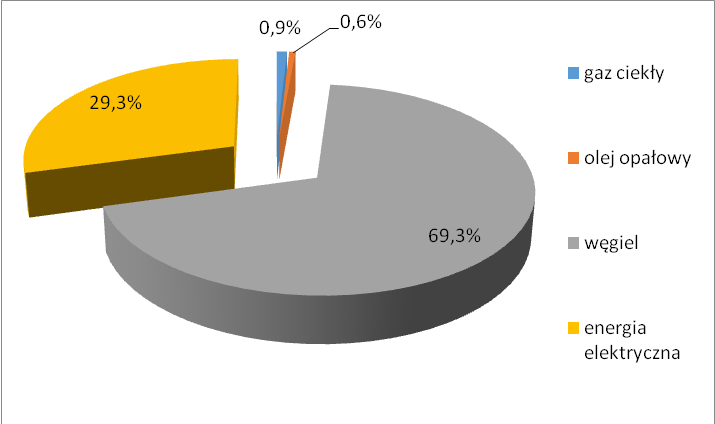 0,9%
0,6%
29,3%
69,3%
gaz ciekły
olej opałowy
węgiel
energia
elektryczna